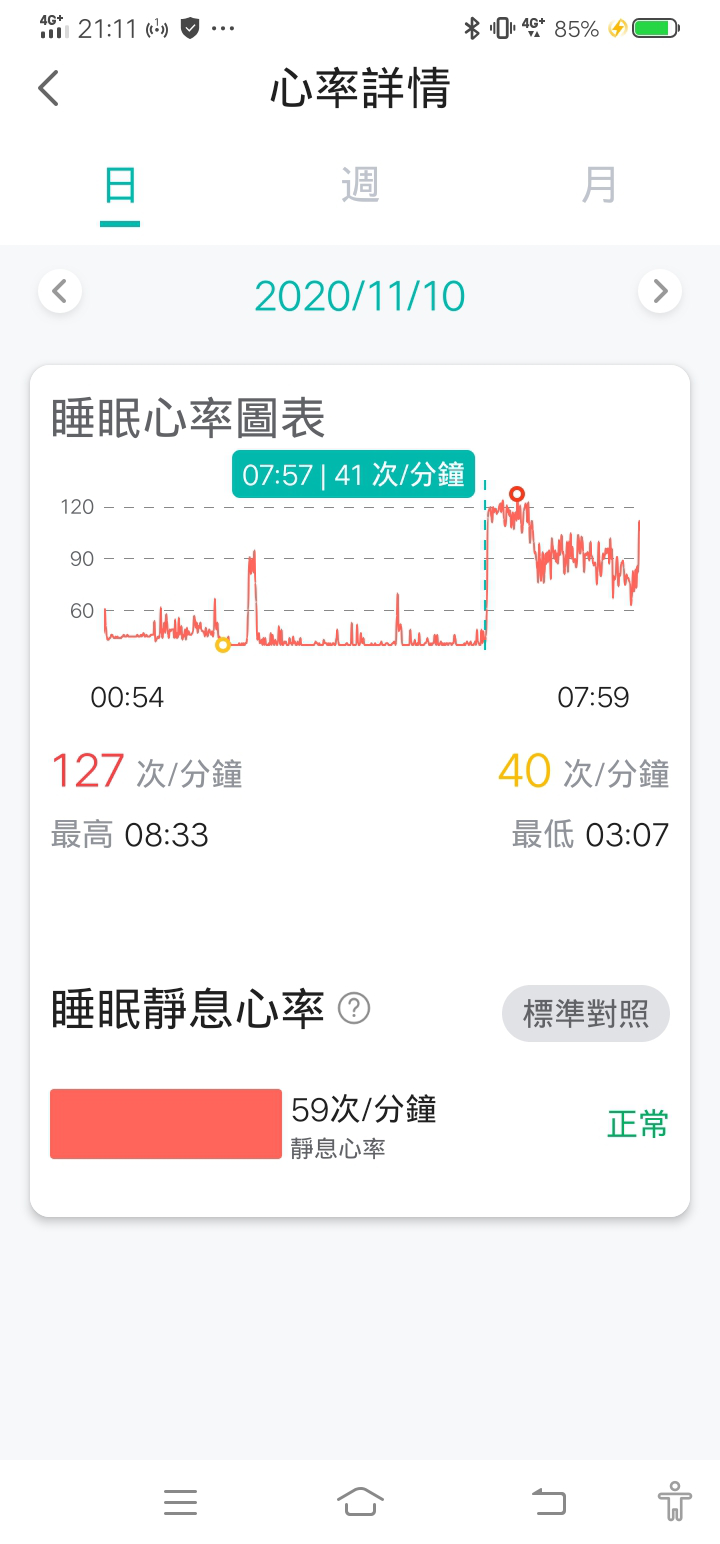 4G+ 21:11 4G+ 85%
心率詳情
日 週 月
2020/11/10
睡眠心率圖表
07:57 | 41 次/分鐘
120
90
60
00:54 07:59
127 次/分鐘 40 次/分鐘
最高 08:33 最低 03:07
睡眠靜息心率 ? 標準對照
59次/分鐘 正常
靜息心率